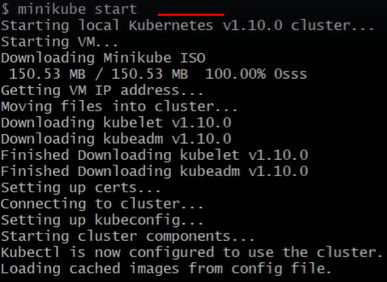 $ minikube start
Starting local Kubernetes v1.10.0 cluster...
Starting VM...
Downloading Minikube ISO
150.53 MB / 150.53 MB  100.00% 0sss
Getting VM IP address...
Moving files into cluster...
Downloading kubelet v1.10.0
Downloading kubeadm v1.10.0
Finished Downloading kubelet v1.10.0
Finished Downloading kubeadm v1.10.0
Setting up certs...
Connecting to cluster...
Setting up kubeconfig...
Starting cluster components...
Kubectl is now configured to use the cluster.
Loading cached images from config file.